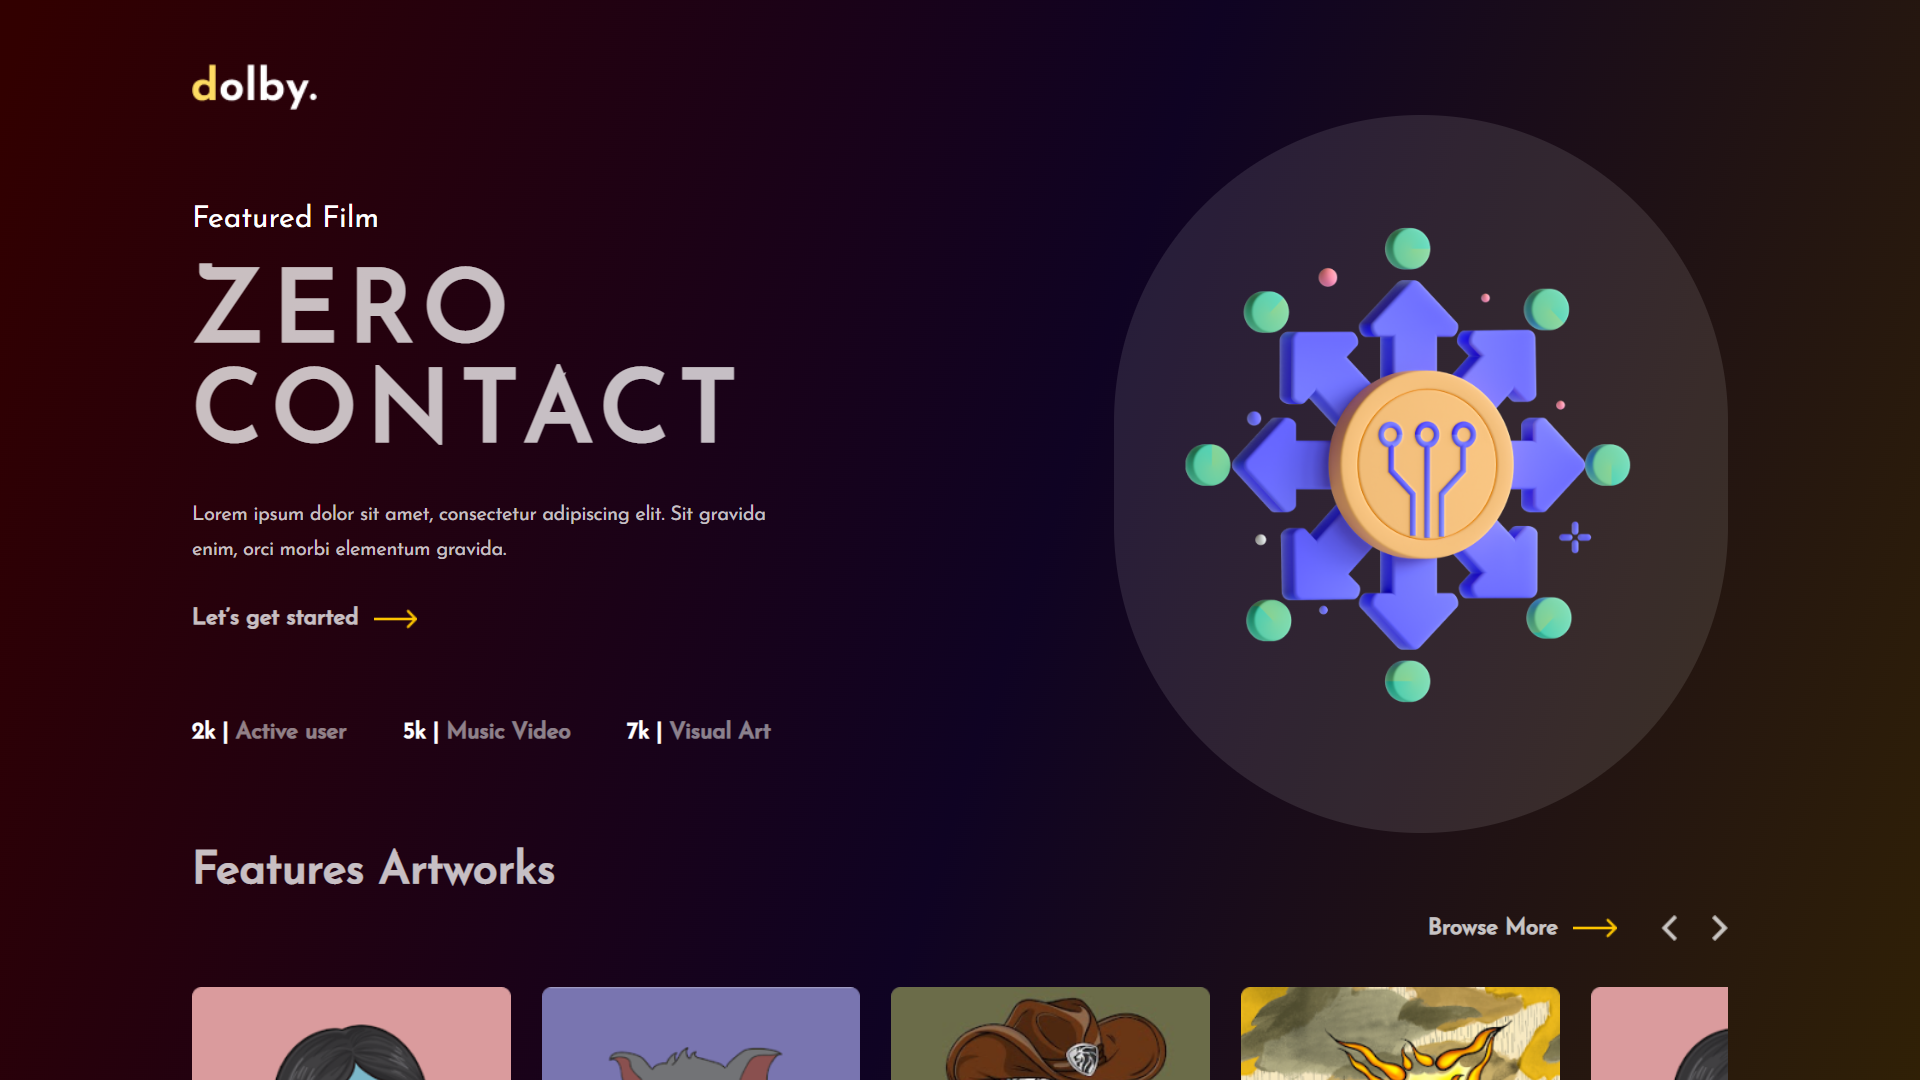 dolby.
Featured Film
ZERO
CONTACT
Lorem ipsum dolor sit amet, consectetur adipiscing elit. Sit gravida
enim, orci morbi elementum gravida.
Let's get started
2k | Active user 5k | Music Video 7k | Visual Art
Features Artworks
Browse More